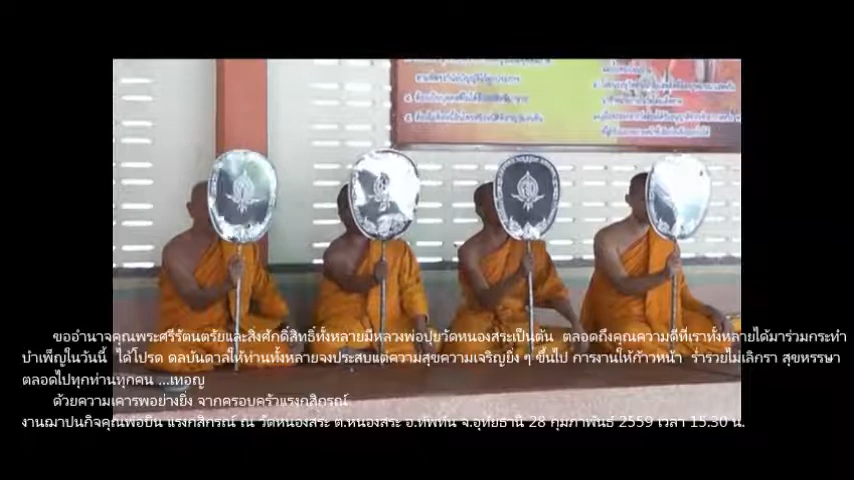 ขออำนาจคุณพระศรีรัตนตรัยและสิ่งศักดิ์สิทธิ์ทั้งหลายมีหลวงพ่อปุยวัดหนองสระเป็นต้น ตลอดถึงคุณความดีที่เราทั้งหลายได้มาร่วมกระทำ
บำเพ็ญในวันนี้ ได้โปรด ดลบันดาลให้ท่านทั้งหลายจงประสบแต่ความสุขความเจริญยิ่ง ๆ ขึ้นไป การงานให้ก้าวหน้า ร่ำรวยไม่เลิกรา สุขหรรษา
ตลอดไปทุกท่านทุกคน ...เทอญ
ด้วยความเคารพอย่างยิ่ง จากครอบครัวแรงกสิกรณ์
งานฌาปนกิจคุณพ่อบิน แรงกสิกรณ์ ณ วัดหนองสระ ต.หนองสระ อ.ทัพทัน จ.อุทัยธานี 28 กุมภาพันธ์ 2559 เวลา 15.30 น.